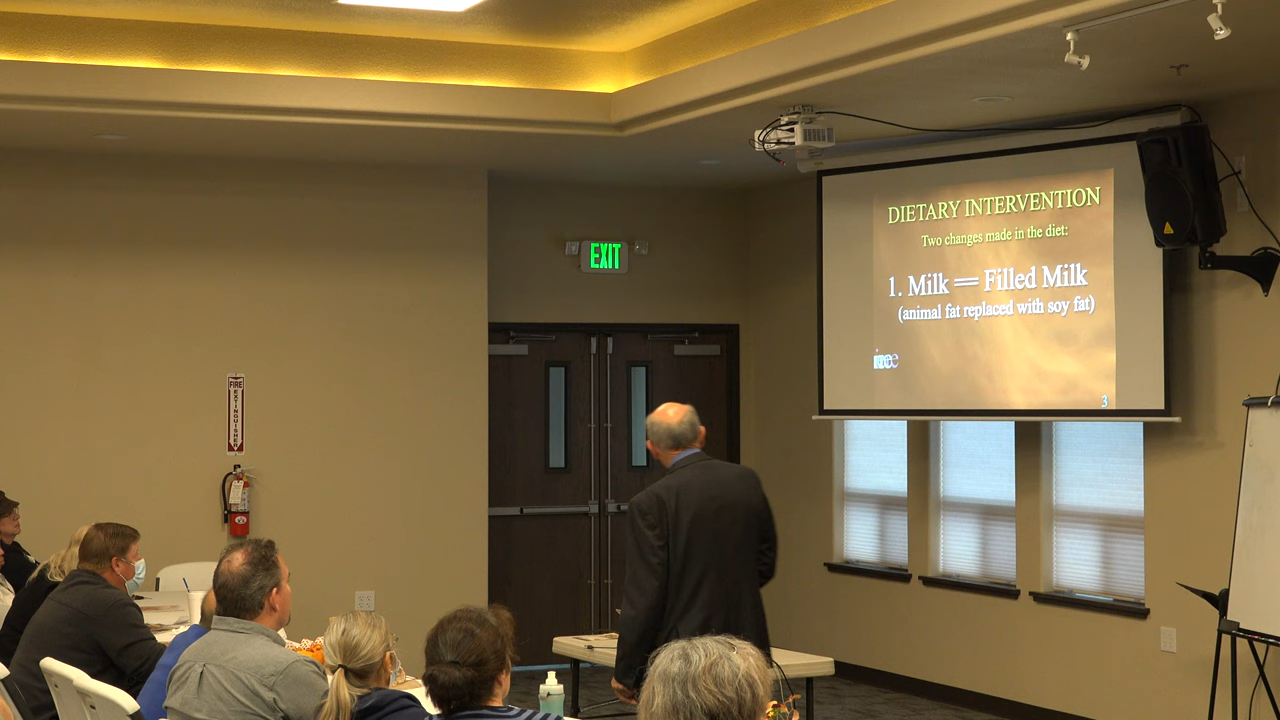 EXIT
DIETARY INTERVENTION
Two changes made in the diet:
1. Milk == Filled Milk
(animal fat replaced with soy fat)
3
FIRE
EXTINGUISHER